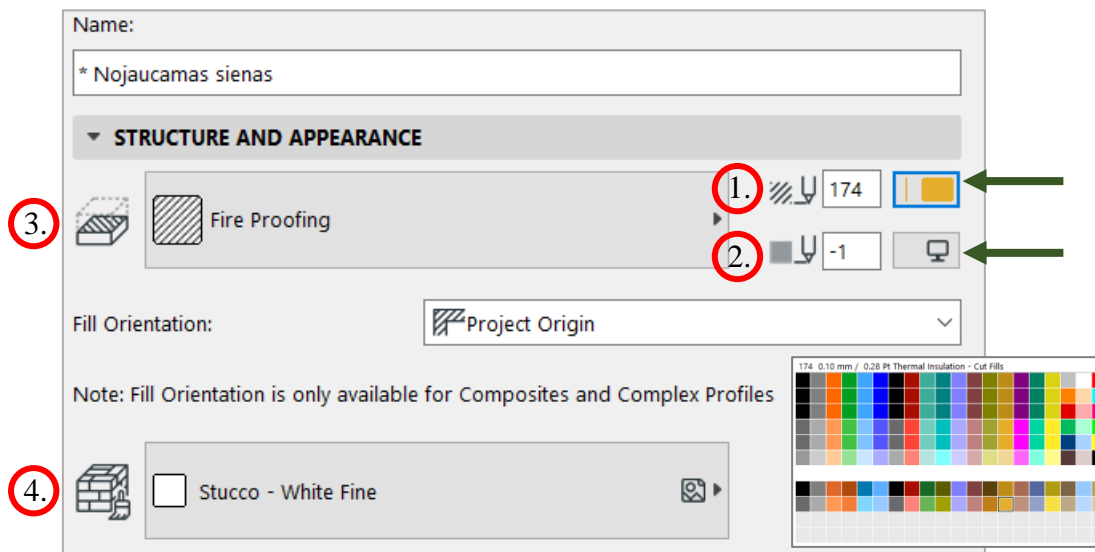 Name:
* Nojaucamas sienas
STRUCTURE AND APPEARANCE
1. 174
3. Fire Proofing
2. -1
Fill Orientation: Project Origin
174 0.10 mm / 0.28 Pt Thermal Insulation - Cut Fills
Note: Fill Orientation is only available for Composites and Complex Profiles
4. Stucco - White Fine